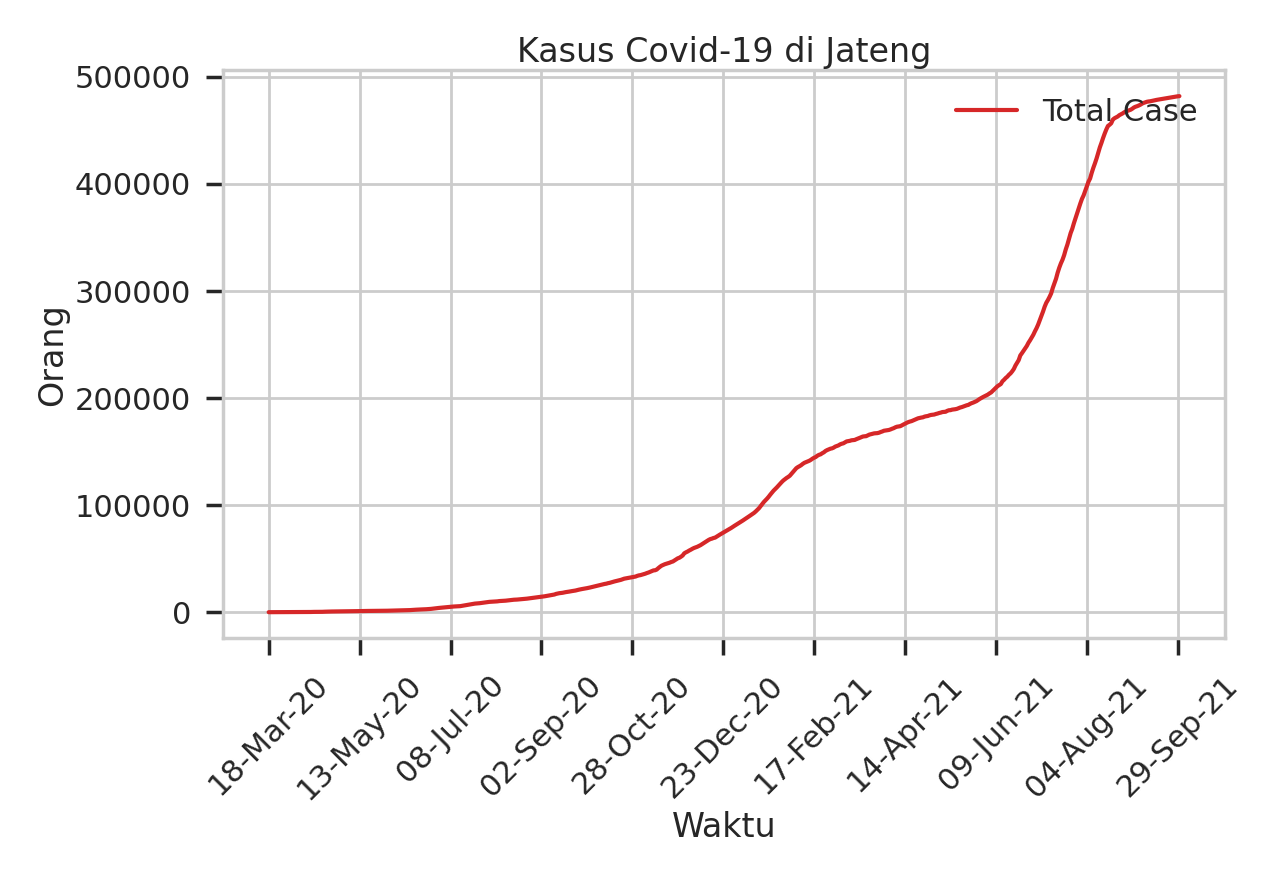 Kasus Covid-19 di Jateng
Total Case
Orang
500000
400000
300000
200000
100000
0
18-Mar-20
13-May-20
08-Jul-20
02-Sep-20
28-Oct-20
23-Dec-20
17-Feb-21
14-Apr-21
09-Jun-21
04-Aug-21
29-Sep-21
Waktu